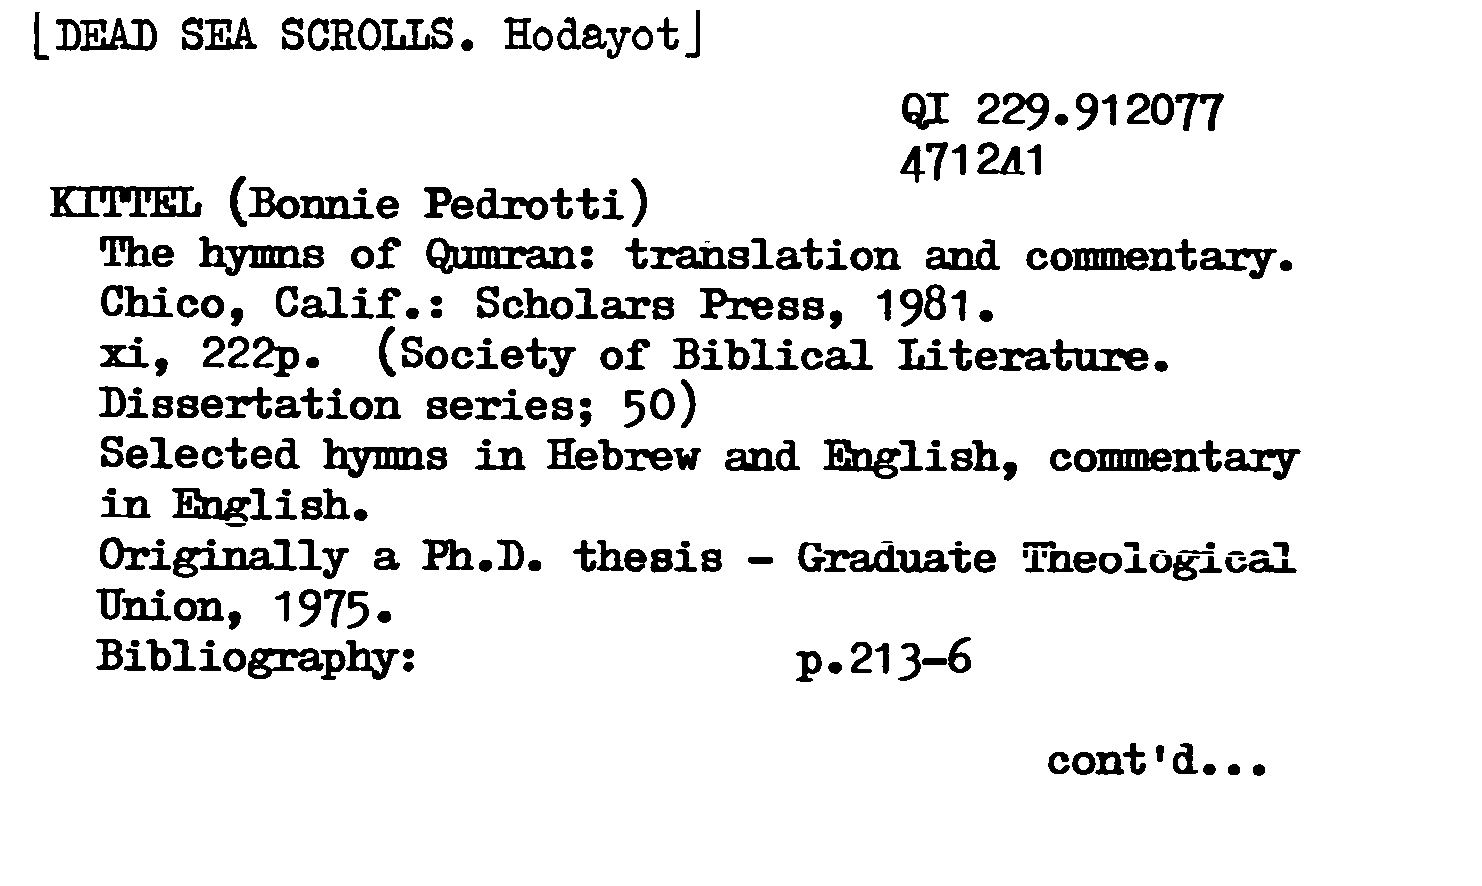 [DEAD SEA SCROLLS. Hodayot]
QI 229.912077
471241
KITTEL (Bonnie Pedrotti)
The hymns of Qumran: translation and commentary.
Chico, Calif.: Scholars Press, 1981.
xi, 222p. (Society of Biblical Literature.
Dissertation series; 50)
Selected hymns in Hebrew and English, commentary
in English.
Originally a Ph.D. thesis - Graduate Theological
Union, 1975.
Bibliography: p.213-6
cont'd...